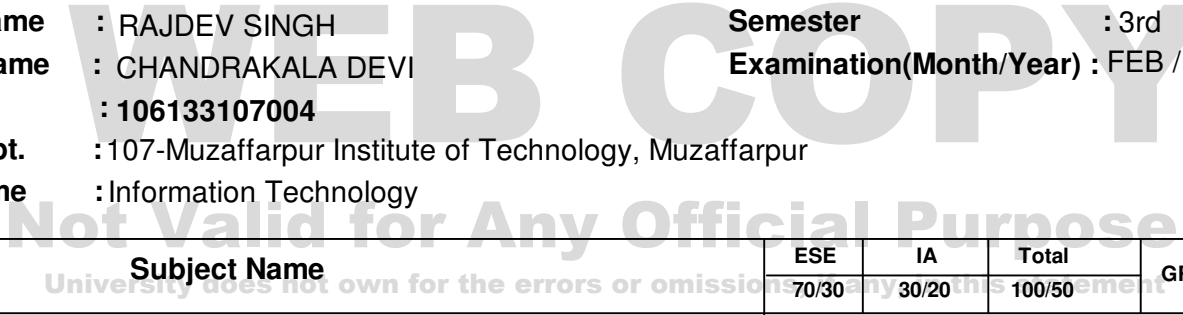 ame : RAJDEV SINGH Semester : 3rd
ame : CHANDRAKALA DEVI Examination(Month/Year) : FEB /
: 106133107004
WEB COPY
pt. : 107-Muzaffarpur Institute of Technology, Muzaffarpur
me : Information Technology
Not Valid for Any Official Purpose
Subject Name ESE IA Total
University does not own for the errors or omissions, if any, in this statement
70/30 30/20 100/50